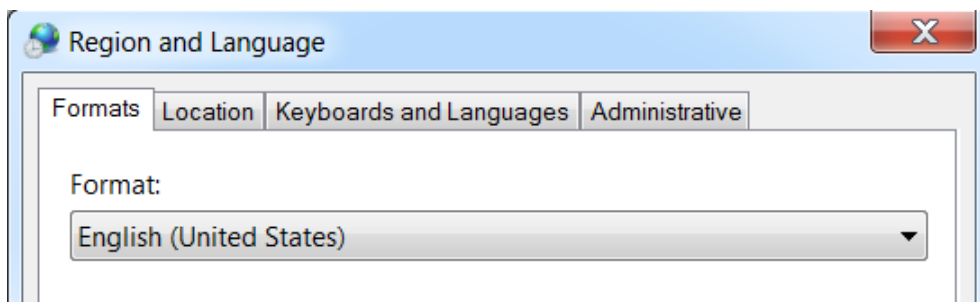 Region and Language
Formats Location Keyboards and Languages Administrative
Format:
English (United States)